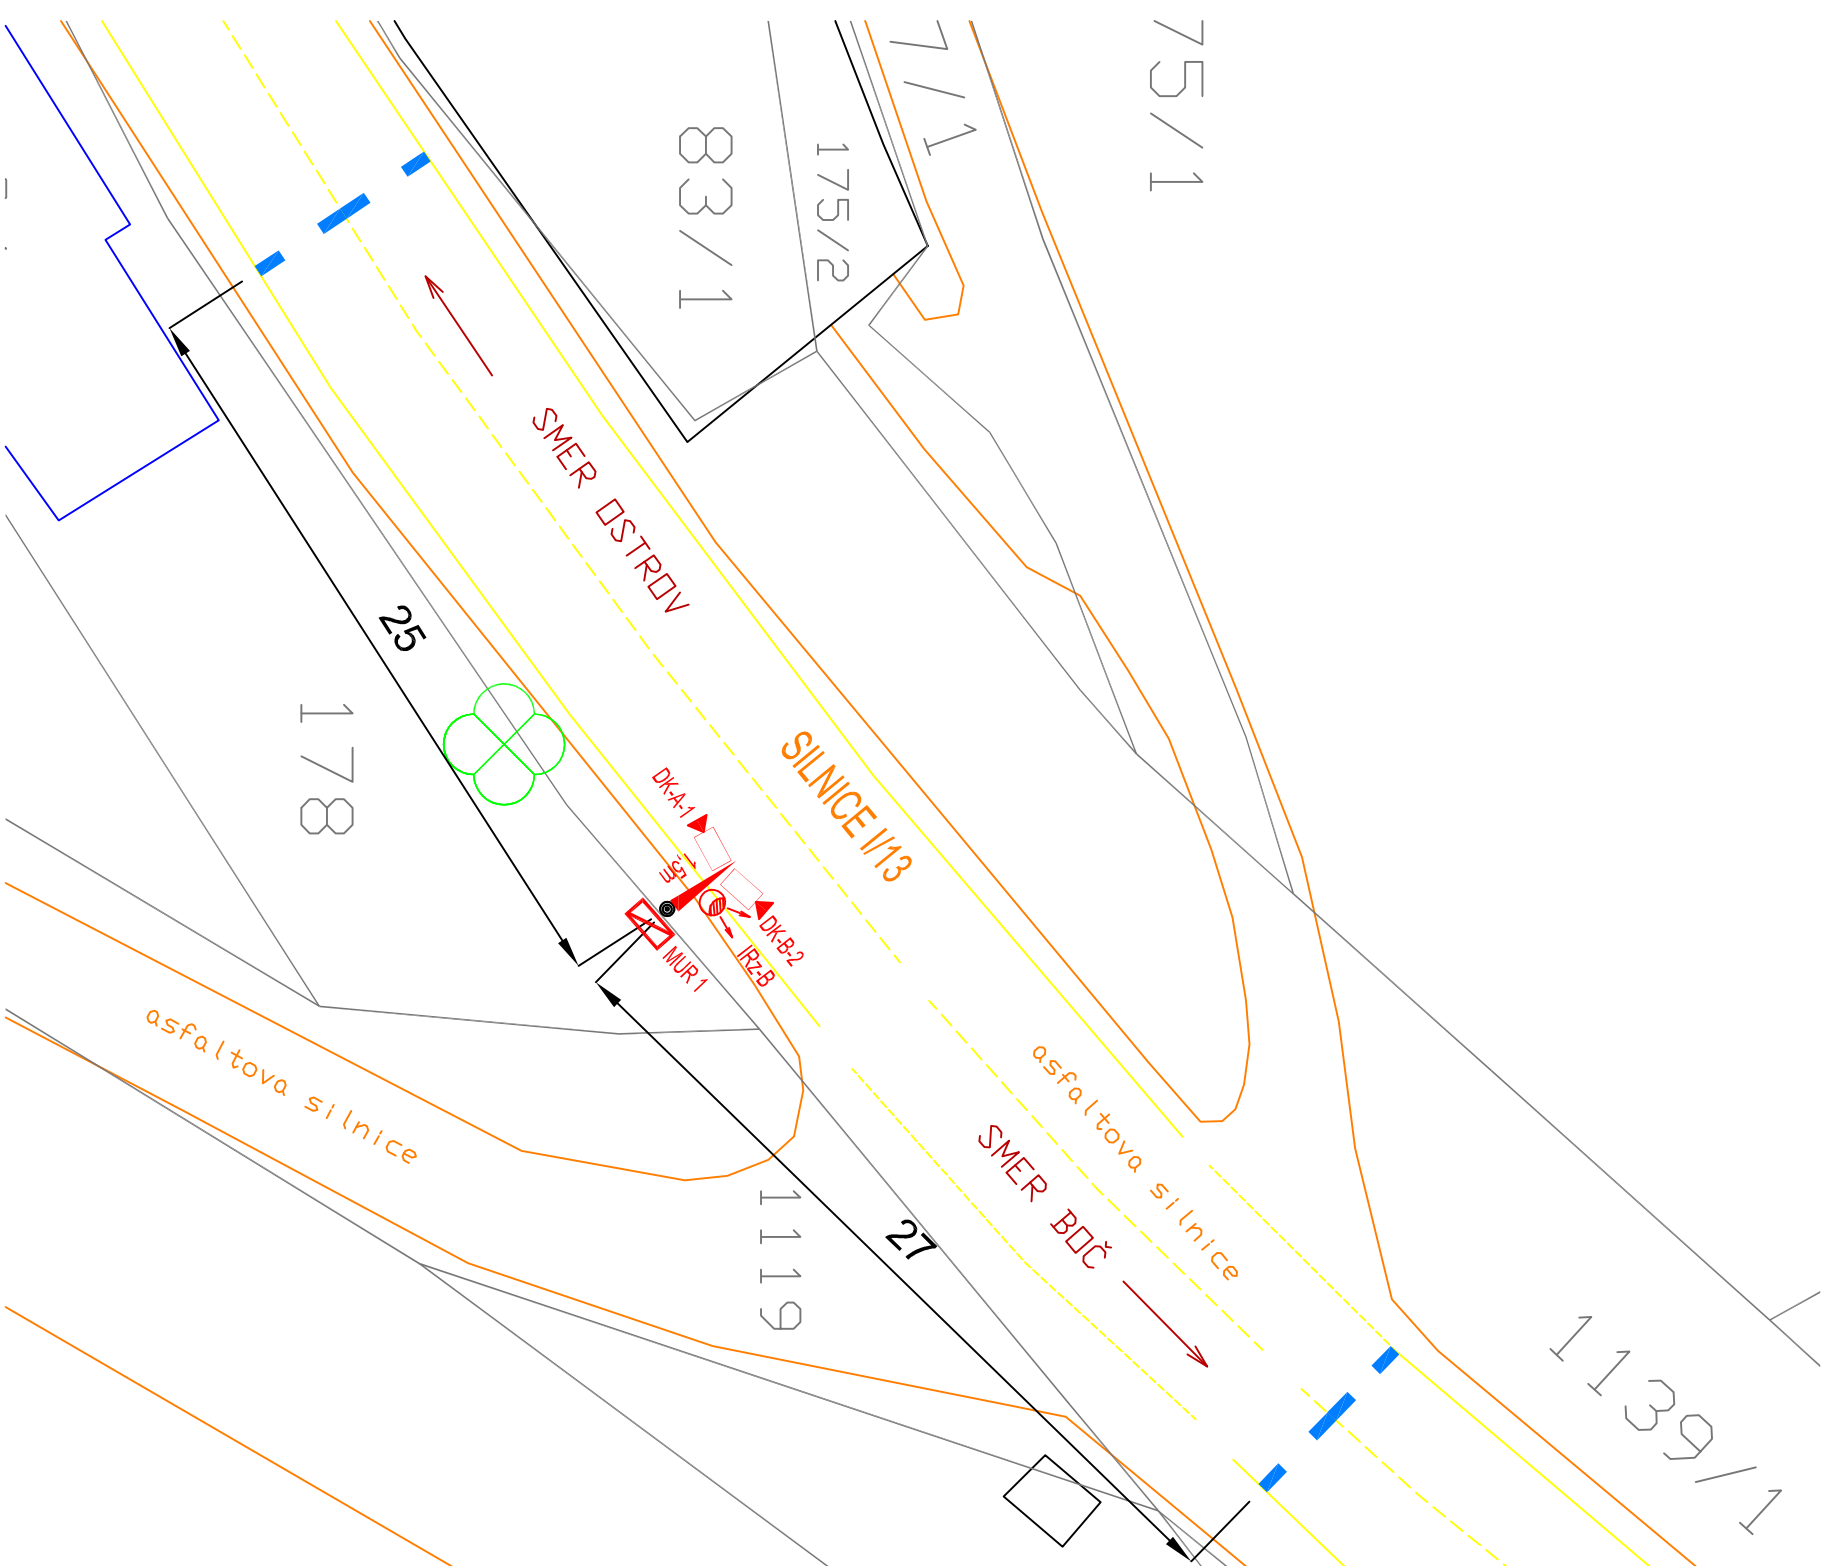 7/1
75/1
83/1
175/2
SMER OSTROV
25
178
SILNICE I/13
DK-A-1
DK-B-2
IRz-B
MUR 1
asfaltova silnice
asfaltova silnice
SMER BOČ
27
1119
1139/1